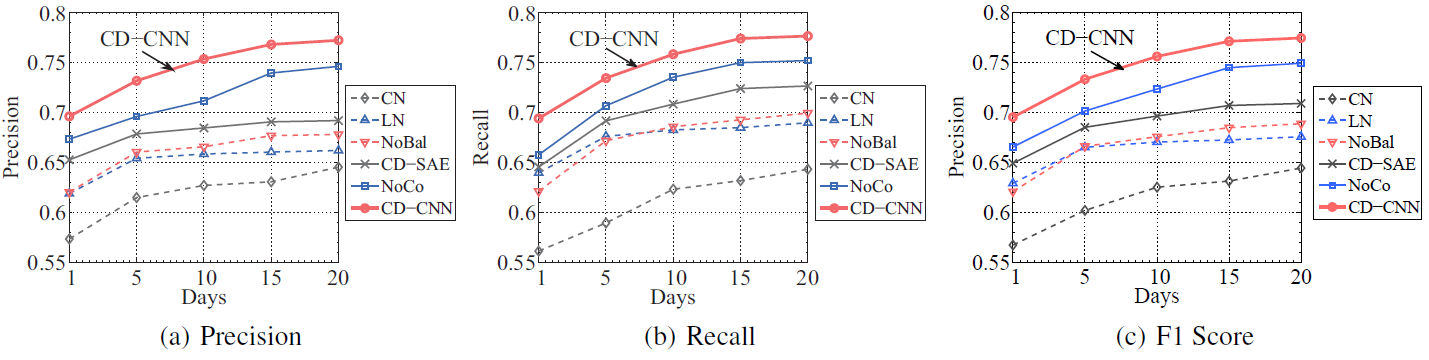 0.8
0.75
0.7
0.65
0.6
0.55
Precision
CD-CNN
1 5 10 15 20
Days
CN
LN
NoBal
CD-SAE
NoCo
CD-CNN
(a) Precision
0.8
0.75
0.7
0.65
0.6
0.55
Recall
CD-CNN
1 5 10 15 20
Days
CN
LN
NoBal
CD-SAE
NoCo
CD-CNN
(b) Recall
0.8
0.75
0.7
0.65
0.6
0.55
Precision
CD-CNN
1 5 10 15 20
Days
CN
LN
NoBal
CD-SAE
NoCo
CD-CNN
(c) F1 Score